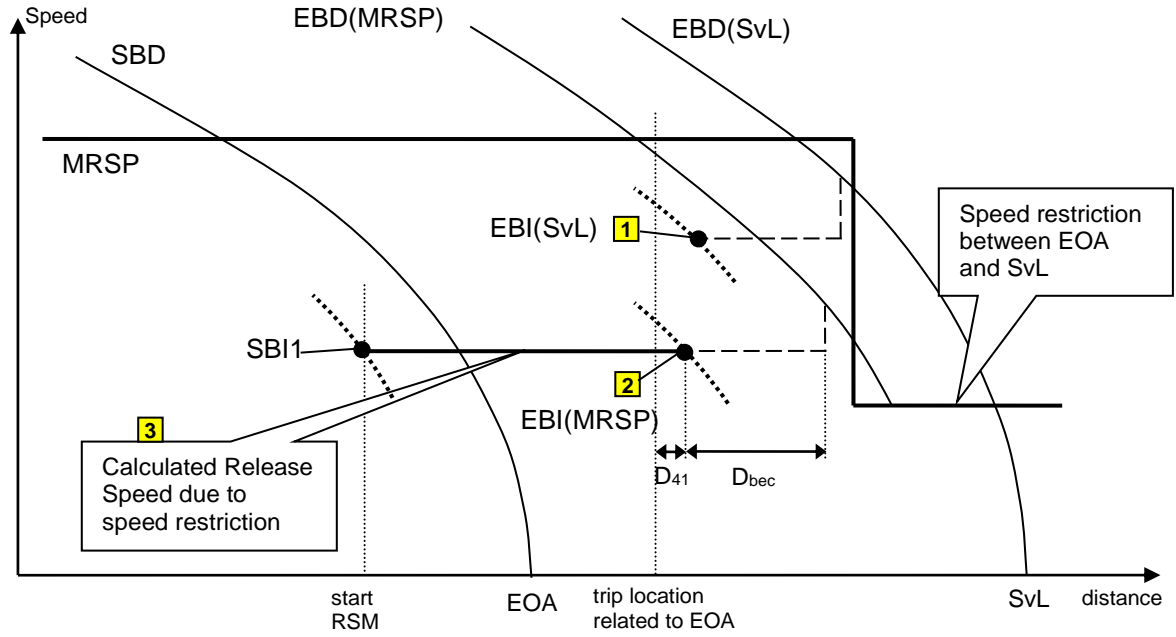 Speed
EBD(MRSP)
EBD(SvL)
SBD
MRSP
EBI(SvL)
1
Speed restriction
between EOA
and SvL
SBI1
2
EBI(MRSP)
3
Calculated Release
Speed due to
speed restriction
D41
Dbec
start
RSM
EOA
trip location
related to EOA
SvL
distance